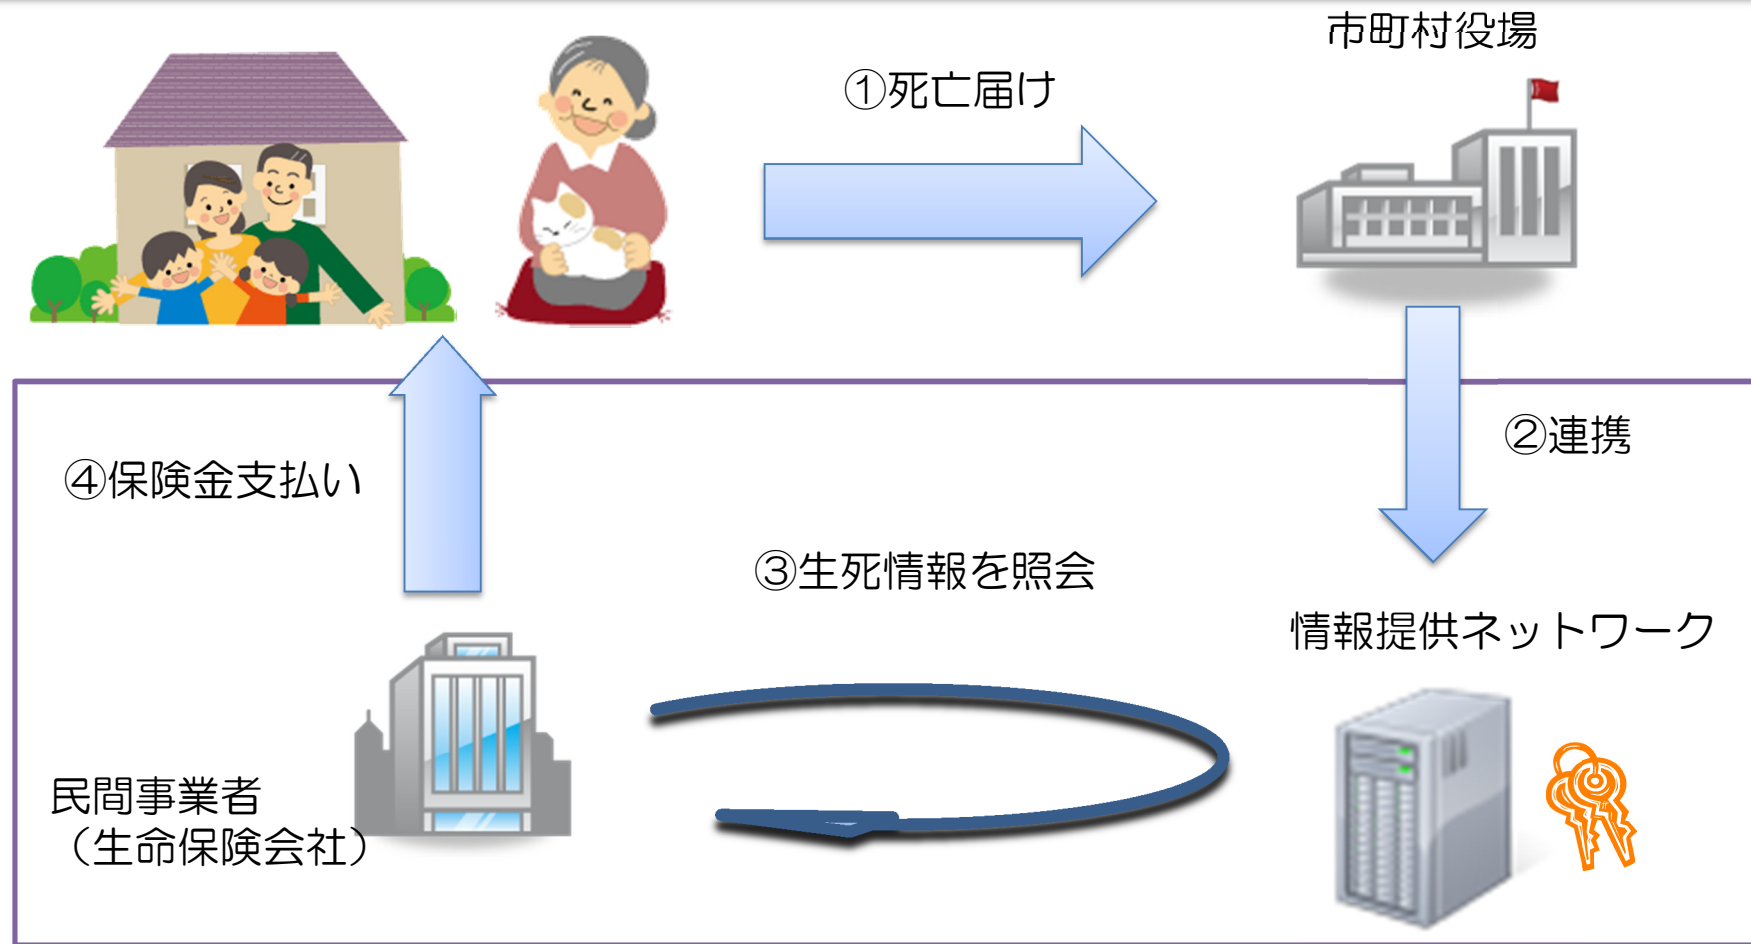 市町村役場
①死亡届け
②連携
④保険金支払い
③生死情報を照会
情報提供ネットワーク
民間事業者
（生命保険会社）